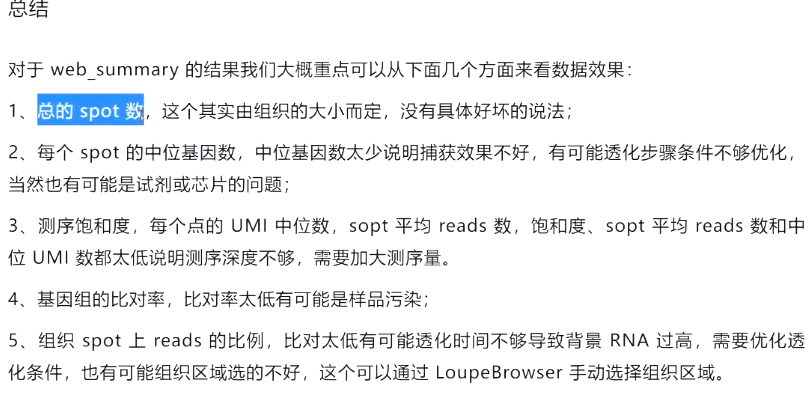 总结
对于 web_summary 的结果我们大概重点可以从下面几个方面来看数据效果：
1、总的 spot 数，这个其实由组织的大小而定，没有具体好坏的说法；
2、每个 spot 的中位基因数，中位基因数太少说明捕获效果不好，有可能透化步骤条件不够优化，
当然也有可能是试剂或芯片的问题；
3、测序饱和度，每个点的 UMI 中位数，sopt 平均 reads 数，饱和度、sopt 平均 reads 数和中
位 UMI 数都太低说明测序深度不够，需要加大测序量。
4、基因组的比对率，比对率太低有可能是样品污染；
5、组织 spot 上 reads 的比例，比对太低有可能透化时间不够导致背景 RNA 过高，需要优化透
化条件，也有可能组织区域选的不好，这个可以通过 LoupeBrowser 手动选择组织区域。